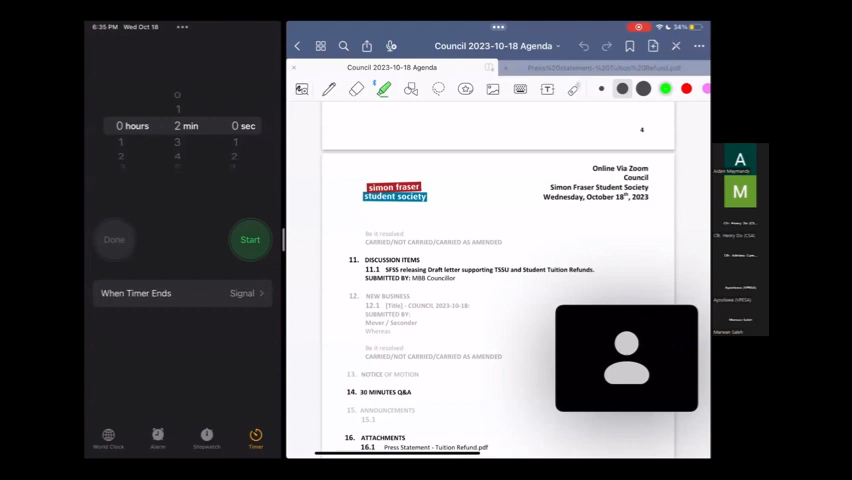 6:35 PM Wed Oct 18
34%
Council 2023-10-18 Agenda
Council 2023-10-18 Agenda
0
1
0 hours 2 min 0 sec
1 3 1
2 4 2
Done
Start
When Timer Ends Signal
World Clock Alarm Stopwatch Timer
4
simon fraser
student society
Online Via Zoom
Council
Simon Fraser Student Society
Wednesday, October 18th, 2023
Be it resolved
CARRIED/NOT CARRIED/CARRIED AS AMENDED
11. DISCUSSION ITEMS
11.1 SFSS releasing Draft letter supporting TSSU and Student Tuition Refunds.
SUBMITTED BY: MBB Councillor
12. NEW BUSINESS
12.1 [Title] - COUNCIL 2023-10-18:
SUBMITTED BY:
Mover / Seconder
Whereas
Be it resolved
CARRIED/NOT CARRIED/CARRIED AS AMENDED
13. NOTICE OF MOTION
14. 30 MINUTES Q&A
15. ANNOUNCEMENTS
15.1
16. ATTACHMENTS
16.1 Press Statement - Tuition Refund.pdf
A
M
Marwan Saleh